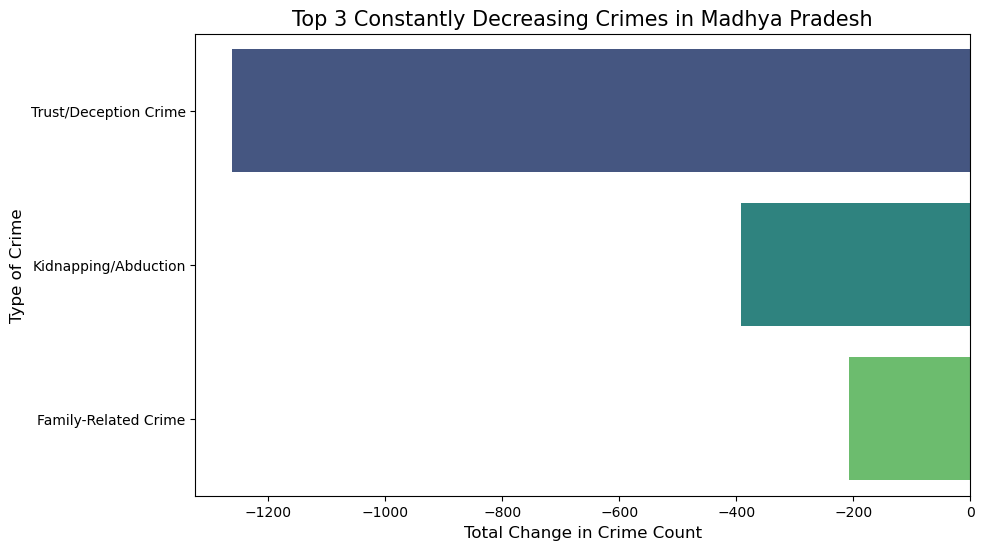 Top 3 Constantly Decreasing Crimes in Madhya Pradesh
Type of Crime
Trust/Deception Crime
Kidnapping/Abduction
Family-Related Crime
−1200 −1000 −800 −600 −400 −200 0
Total Change in Crime Count